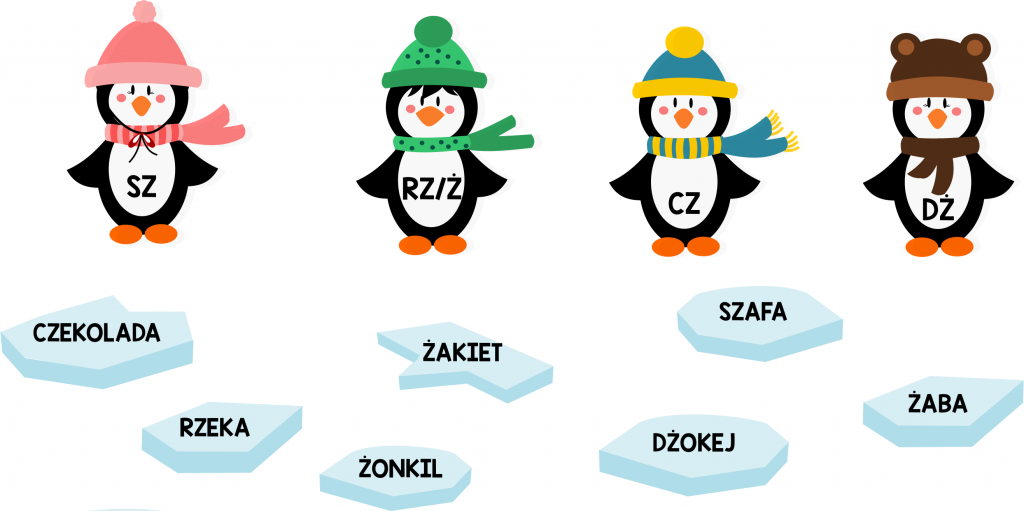 SZ
RZ/Ż
CZ
DŻ
CZEKOLADA
ŻAKIET
SZAFA
ŻABA
RZEKA
DŻOKEJ
ŻONKIL